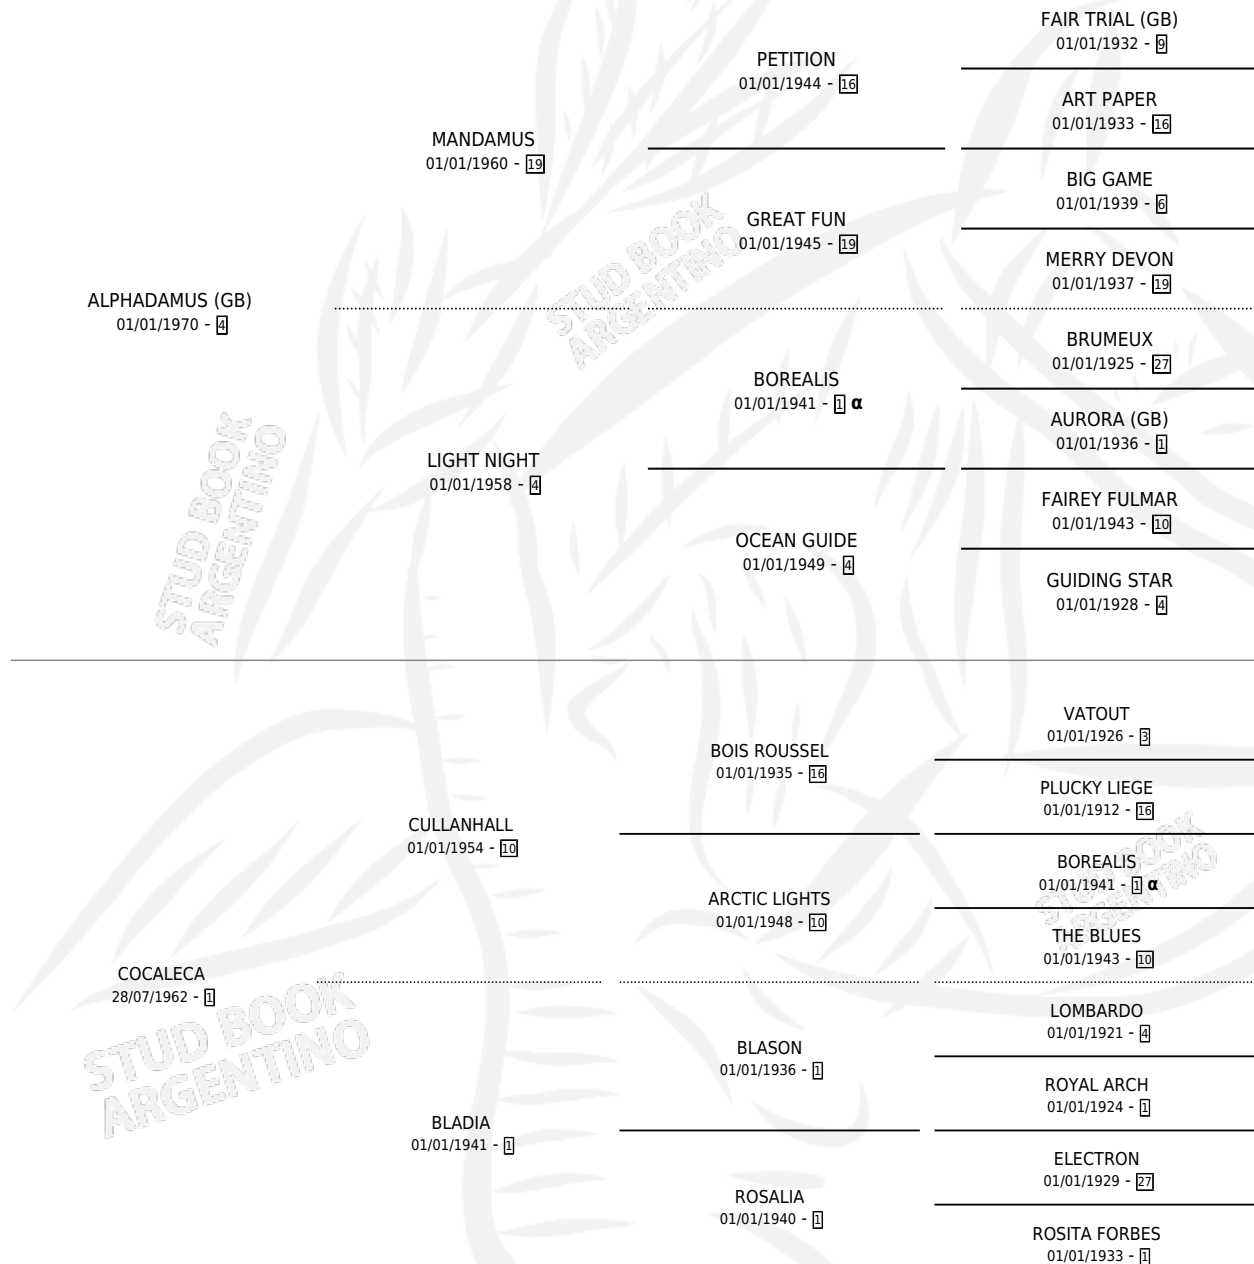 FAIR TRIAL (GB)
01/01/1932 - 9
PETITION
01/01/1944 - 16
ART PAPER
01/01/1933 - 16
MANDAMUS
01/01/1960 - 19
BIG GAME
01/01/1939 - 6
GREAT FUN
01/01/1945 - 19
MERRY DEVON
01/01/1937 - 19
ALPHADAMUS (GB)
01/01/1970 - 4
BRUMEUX
01/01/1925 - 27
BOREALIS
01/01/1941 - 1 α
AURORA (GB)
01/01/1936 - 1
LIGHT NIGHT
01/01/1958 - 4
FAIREY FULMAR
01/01/1943 - 10
OCEAN GUIDE
01/01/1949 - 4
GUIDING STAR
01/01/1928 - 4
STUD BOOK
ARGENTINO
STUD BOOK
ARGENTINO
VATOUT
01/01/1926 - 3
BOIS ROUSSEL
01/01/1935 - 16
PLUCKY LIEGE
01/01/1912 - 16
CULLANHALL
01/01/1954 - 10
BOREALIS
01/01/1941 - 1 α
ARCTIC LIGHTS
01/01/1948 - 10
THE BLUES
01/01/1943 - 10
COCALECA
28/07/1962 - 1
LOMBARDO
01/01/1921 - 4
BLASON
01/01/1936 - 1
ROYAL ARCH
01/01/1924 - 1
BLADIA
01/01/1941 - 1
ELECTRON
01/01/1929 - 27
ROSALIA
01/01/1940 - 1
ROSITA FORBES
01/01/1933 - 1
STUD BOOK
ARGENTINO
STUD BOOK
ARGENTINO